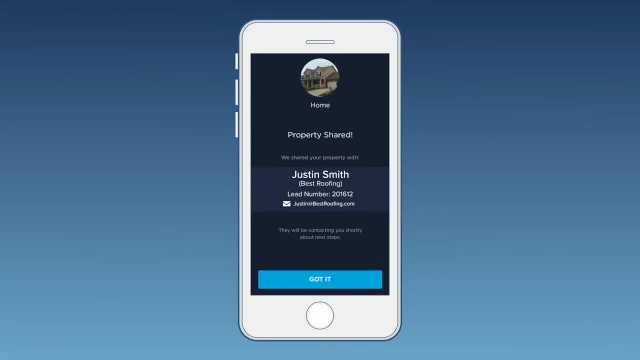 Home
Property Shared!
We shared your property with:
Justin Smith
(Best Roofing)
Lead Number: 201612
Justin@BestRoofing.com
They will be contacting you shortly
about next steps.
GOT IT